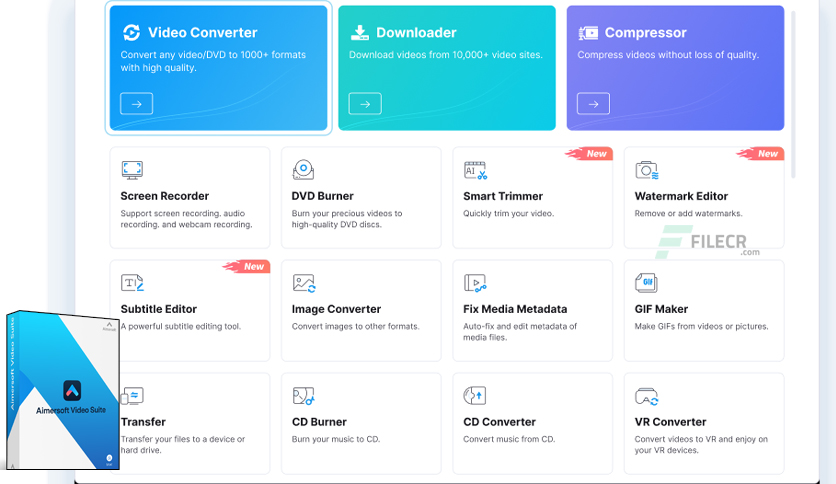 Video Converter
Convert any video/DVD to 1000+ formats
with high quality.
Downloader
Download videos from 10,000+ video sites.
Compressor
Compress videos without loss of quality.
Screen Recorder
Support screen recording, audio
recording, and webcam recording.
DVD Burner
Burn your precious videos to
high-quality DVD discs.
New
AI
Smart Trimmer
Quickly trim your video.
New
Watermark Editor
Remove or add watermarks.
FILECR
.com
New
T
Subtitle Editor
A powerful subtitle editing tool.
Image Converter
Convert images to other formats.
Fix Media Metadata
Auto-fix and edit metadata of
media files.
GIF
GIF Maker
Make GIFs from videos or pictures.
Transfer
Transfer your files to a device or
hard drive.
CD Burner
Burn your music to CD.
CD Converter
Convert music from CD.
VR Converter
Convert videos to VR and enjoy on
your VR devices.
Aimersoft Video Suite
Aimersoft Video Suite